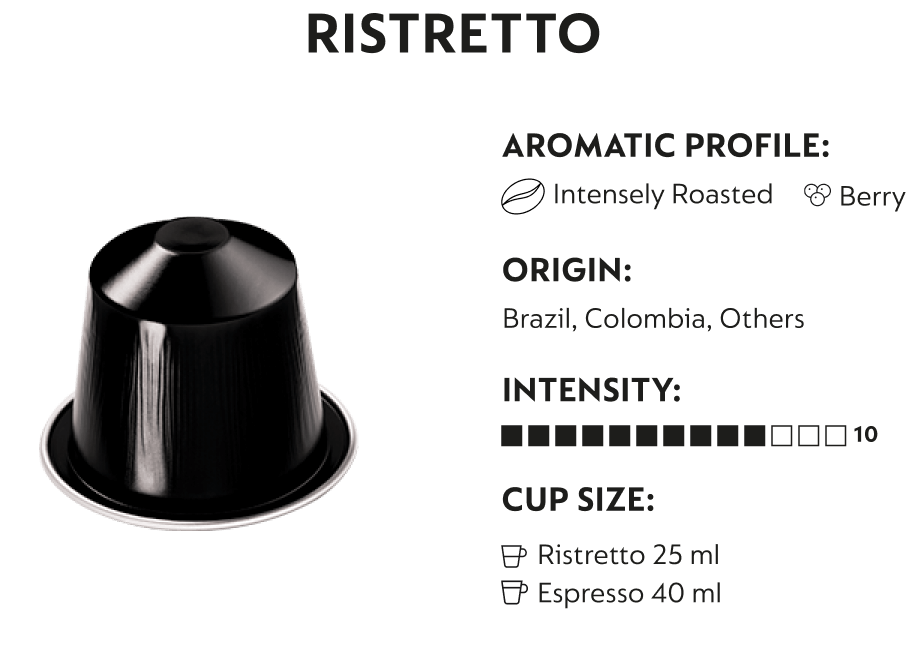 RISTRETTO
AROMATIC PROFILE:
Intensely Roasted Berry
ORIGIN:
Brazil, Colombia, Others
INTENSITY:
10
CUP SIZE:
Ristretto 25 ml
Espresso 40 ml